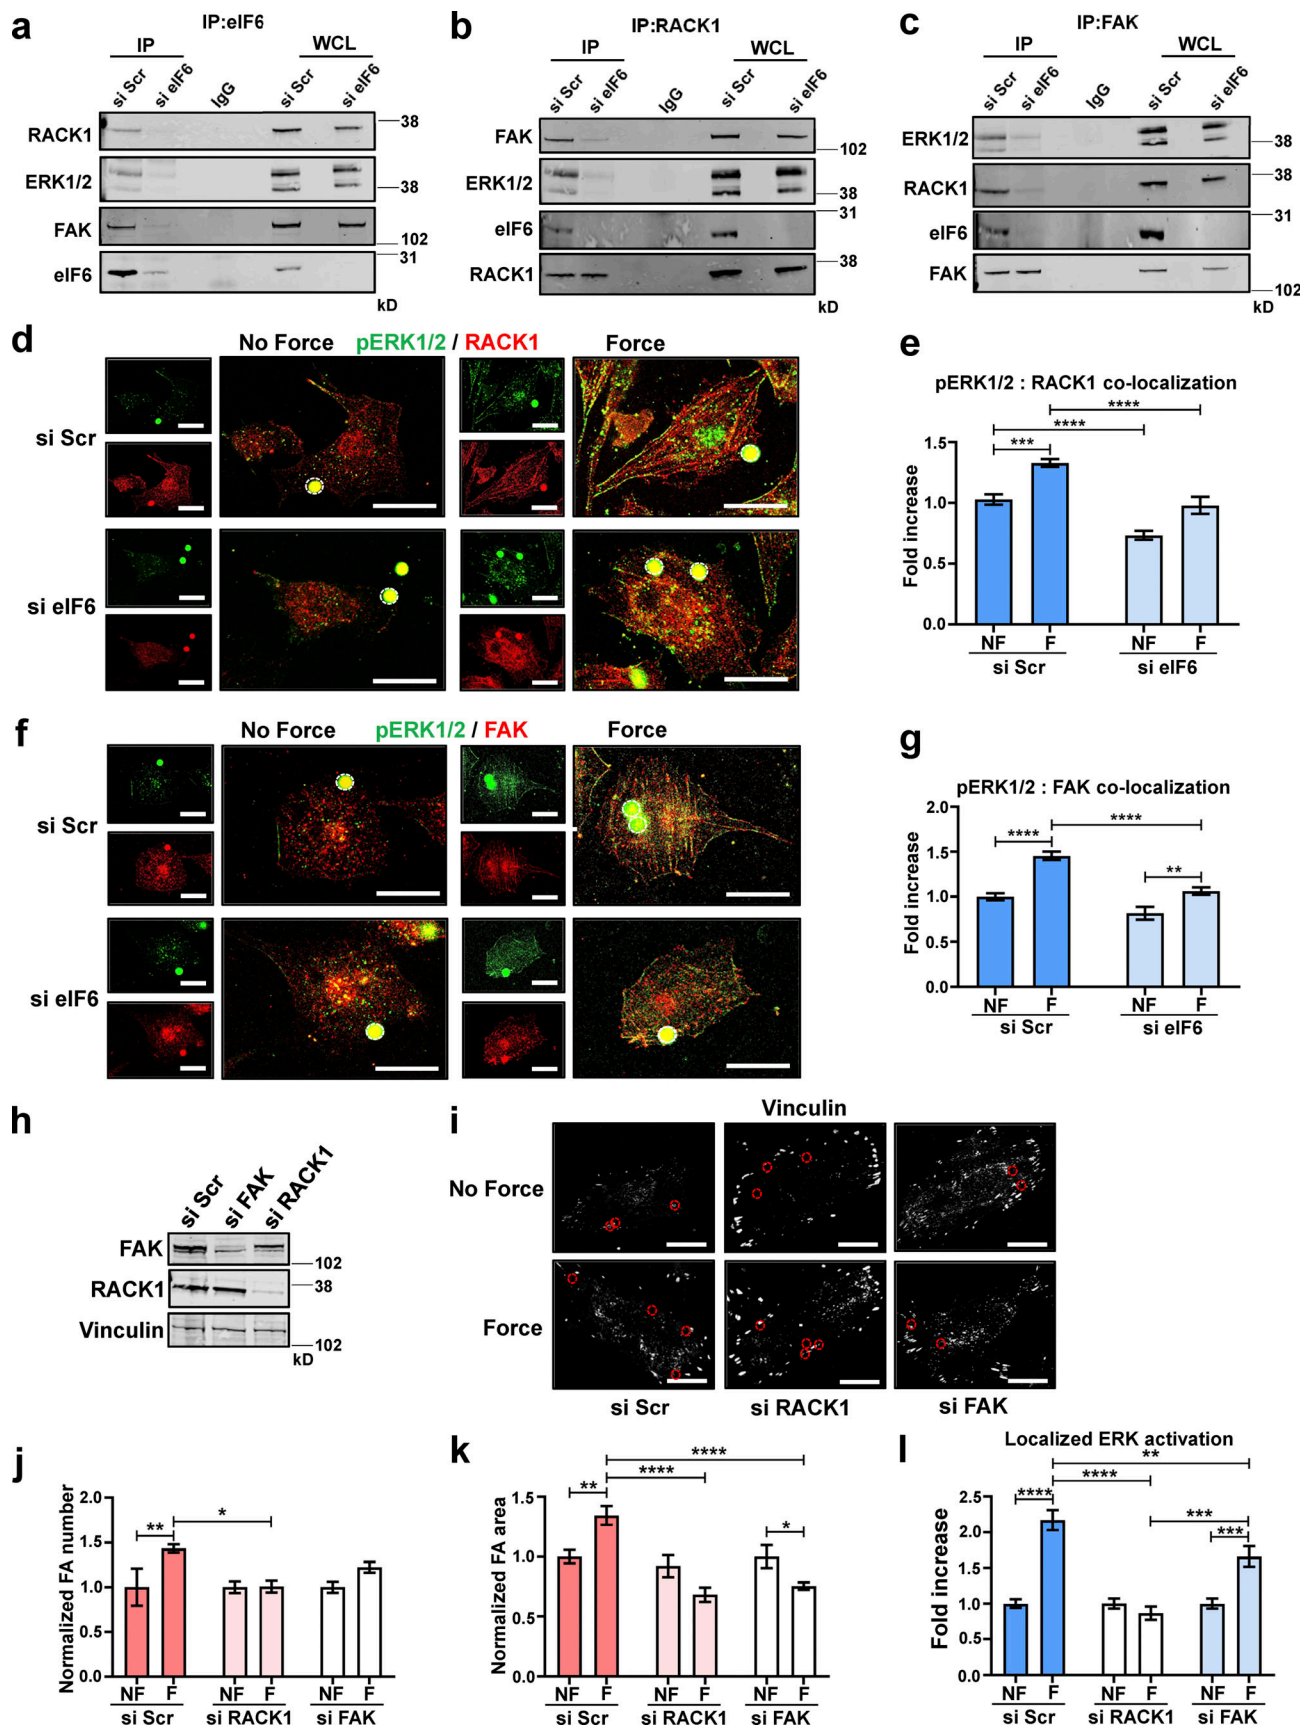 a
IP:eIF6
IP WCL
si Scr si eIF6 IgG si Scr si eIF6
RACK1 38
ERK1/2 38
FAK 102
eIF6 31
kD
b
IP:RACK1
IP WCL
si Scr si eIF6 IgG si Scr si eIF6
FAK 102
ERK1/2 38
eIF6 31
RACK1 38
kD
c
IP:FAK
IP WCL
si Scr si eIF6 IgG si Scr si eIF6
ERK1/2 38
RACK1 38
eIF6 31
FAK 102
kD
d
No Force pERK1/2 / RACK1 Force
si Scr
si eIF6
e
pERK1/2 : RACK1 co-localization
****
****
***
Fold increase
1.5
1.0
0.5
0.0
NF F NF F
si Scr si eIF6
f
No Force pERK1/2 / FAK Force
si Scr
si eIF6
g
pERK1/2 : FAK co-localization
****
****
**
Fold increase
2.0
1.5
1.0
0.5
0.0
NF F NF F
si Scr si eIF6
h
si Scr si FAK si RACK1
FAK 102
RACK1 38
Vinculin 102
kD
i
Vinculin
No Force
Force
si Scr si RACK1 si FAK
j
Normalized FA number
2.0
1.5
1.0
0.5
0.0
*
**
NF F NF F NF F
si Scr si RACK1 si FAK
k
Normalized FA area
1.5
1.0
0.5
0.0
****
****
**
*
NF F NF F NF F
si Scr si RACK1 si FAK
l
Localized ERK activation
**
****
****
***
***
Fold increase
2.5
2.0
1.5
1.0
0.5
0.0
NF F NF F NF F
si Scr si RACK1 si FAK